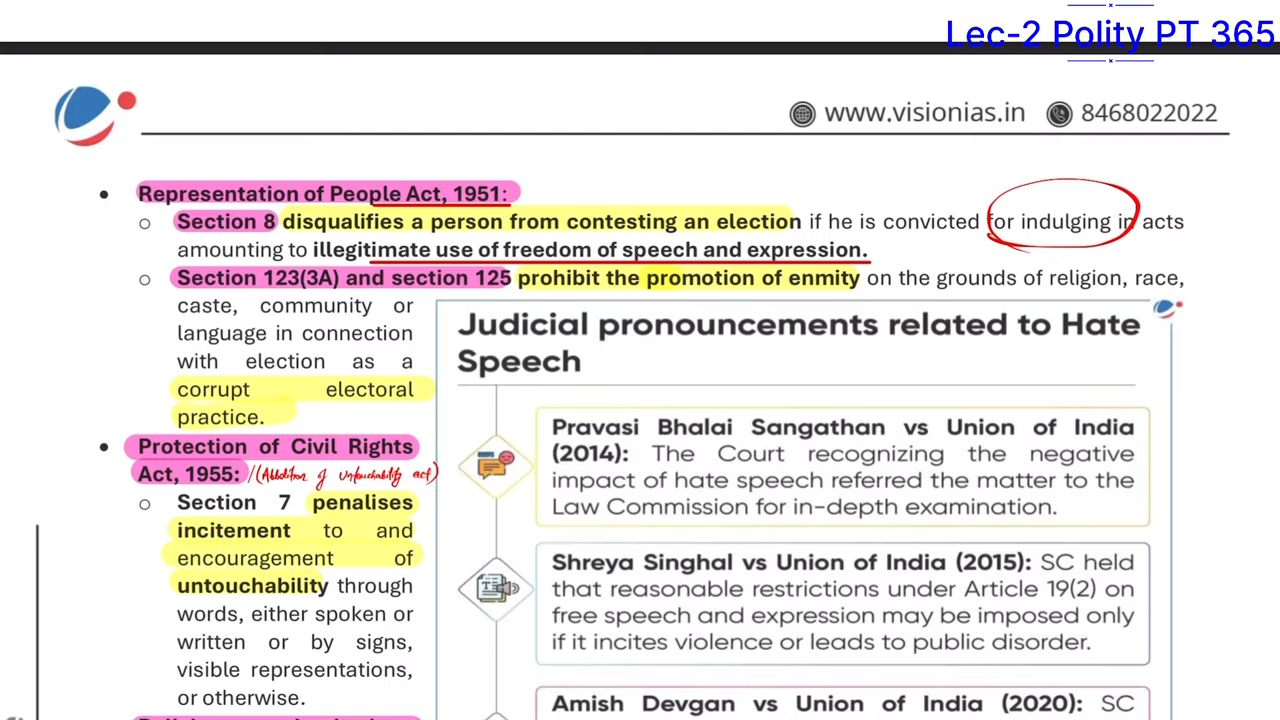 Lec-2 Polity PT 365
www.visionias.in 8468022022
• Representation of People Act, 1951:
o Section 8 disqualifies a person from contesting an election if he is convicted for indulging in acts
amounting to illegitimate use of freedom of speech and expression.
o Section 123(3A) and section 125 prohibit the promotion of enmity on the grounds of religion, race,
caste, community or
language in connection
with election as a
corrupt electoral
practice.
• Protection of Civil Rights
Act, 1955: /(Abolition of untouchability act)
o Section 7 penalises
incitement to and
encouragement of
untouchability through
words, either spoken or
written or by signs,
visible representations,
or otherwise.
Judicial pronouncements related to Hate
Speech
Pravasi Bhalai Sangathan vs Union of India
(2014): The Court recognizing the negative
impact of hate speech referred the matter to the
Law Commission for in-depth examination.
Shreya Singhal vs Union of India (2015): SC held
that reasonable restrictions under Article 19(2) on
free speech and expression may be imposed only
if it incites violence or leads to public disorder.
Amish Devgan vs Union of India (2020): SC